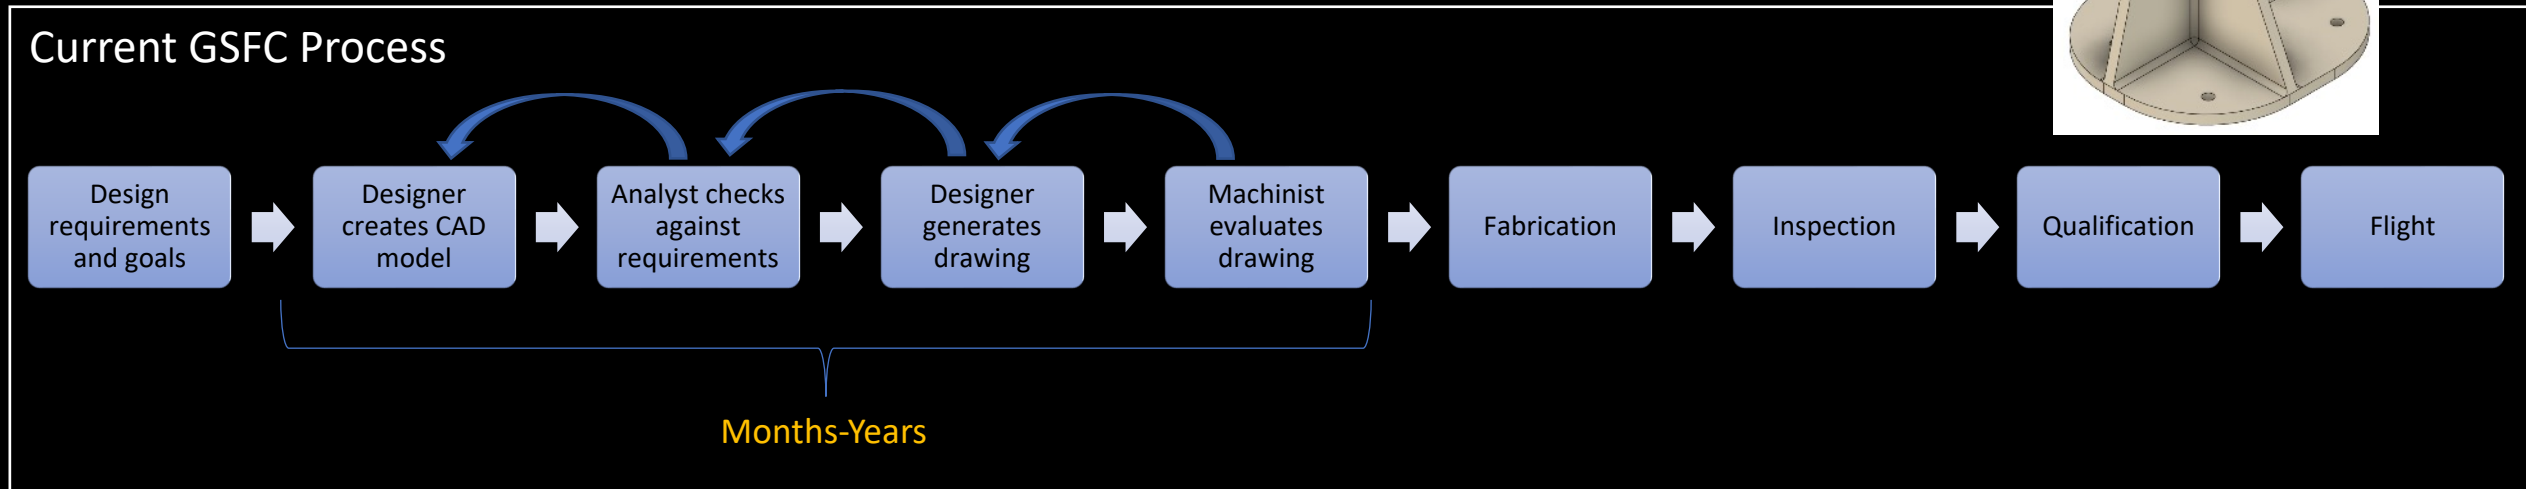 Current GSFC Process
Design
requirements
and goals
Designer
creates CAD
model
Analyst checks
against
requirements
Designer
generates
drawing
Machinist
evaluates
drawing
Fabrication
Inspection
Qualification
Flight
Months-Years